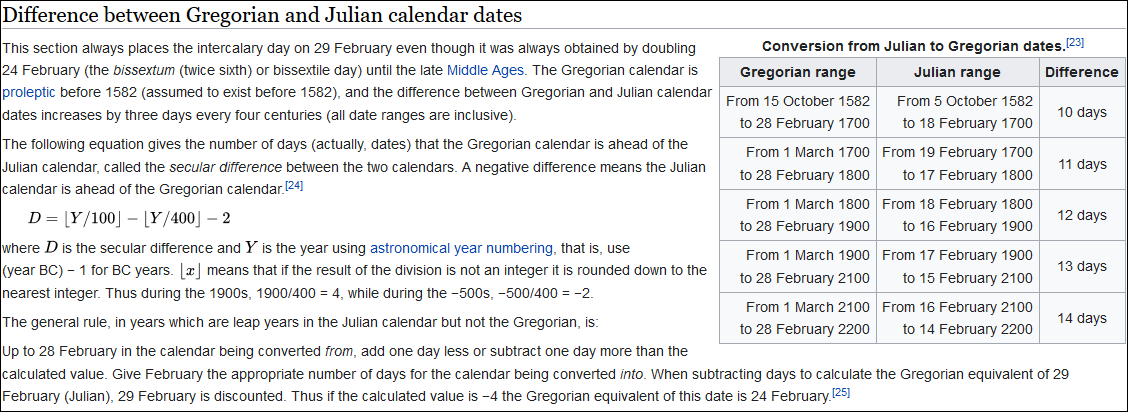 Difference between Gregorian and Julian calendar dates
This section always places the intercalary day on 29 February even though it was always obtained by doubling
24 February (the bissextum (twice sixth) or bissextile day) until the late Middle Ages. The Gregorian calendar is
proleptic before 1582 (assumed to exist before 1582), and the difference between Gregorian and Julian calendar
dates increases by three days every four centuries (all date ranges are inclusive).
The following equation gives the number of days (actually, dates) that the Gregorian calendar is ahead of the
Julian calendar, called the secular difference between the two calendars. A negative difference means the Julian
calendar is ahead of the Gregorian calendar.[24]
D = ⌊Y/100⌋ − ⌊Y/400⌋ − 2
where D is the secular difference and Y is the year using astronomical year numbering, that is, use
(year BC) − 1 for BC years. ⌊x⌋ means that if the result of the division is not an integer it is rounded down to the
nearest integer. Thus during the 1900s, 1900/400 = 4, while during the −500s, −500/400 = −2.
The general rule, in years which are leap years in the Julian calendar but not the Gregorian, is:
Up to 28 February in the calendar being converted from, add one day less or subtract one day more than the
calculated value. Give February the appropriate number of days for the calendar being converted into. When subtracting days to calculate the Gregorian equivalent of 29
February (Julian), 29 February is discounted. Thus if the calculated value is −4 the Gregorian equivalent of this date is 24 February.[25]
Conversion from Julian to Gregorian dates.[23]
Gregorian range Julian range Difference
From 15 October 1582 From 5 October 1582
to 28 February 1700 to 18 February 1700
10 days
From 1 March 1700 From 19 February 1700
to 28 February 1800 to 17 February 1800
11 days
From 1 March 1800 From 18 February 1800
to 28 February 1900 to 16 February 1900
12 days
From 1 March 1900 From 17 February 1900
to 28 February 2100 to 15 February 2100
13 days
From 1 March 2100 From 16 February 2100
to 28 February 2200 to 14 February 2200
14 days